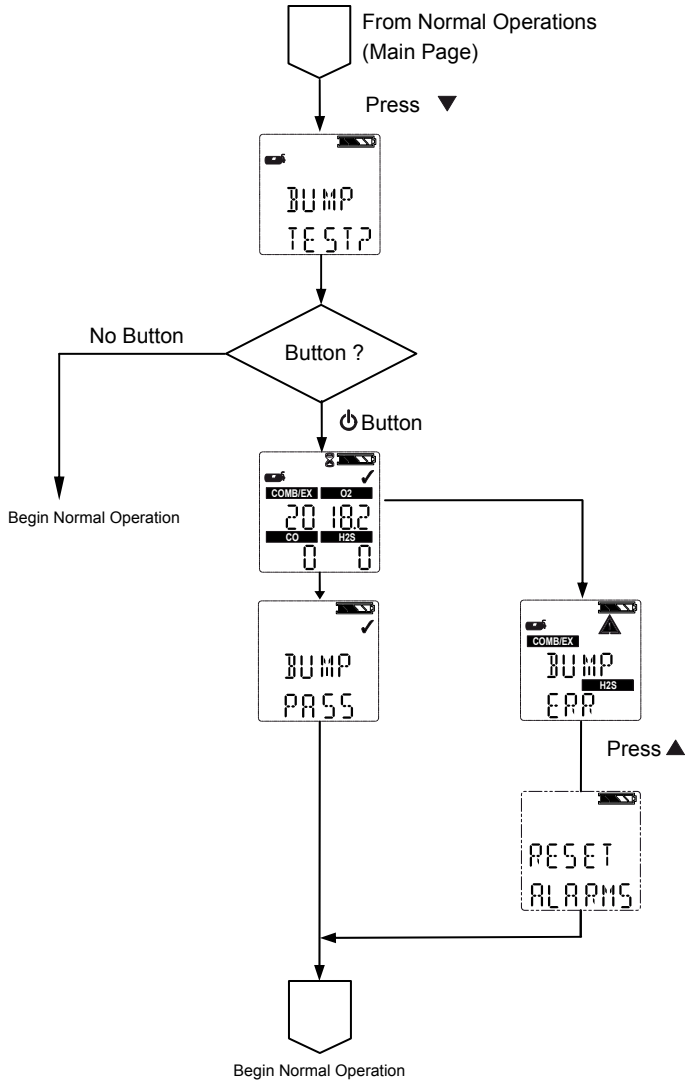 From Normal Operations
(Main Page)
Press ▼
BUMP
TEST?
No Button
Button ?
Button
Begin Normal Operation
COMB/EX O2
20 18.2
CO H2S
0 0
BUMP
PASS
COMB/EX
BUMP
H2S
ERR
Press ▲
RESET
ALARMS
Begin Normal Operation